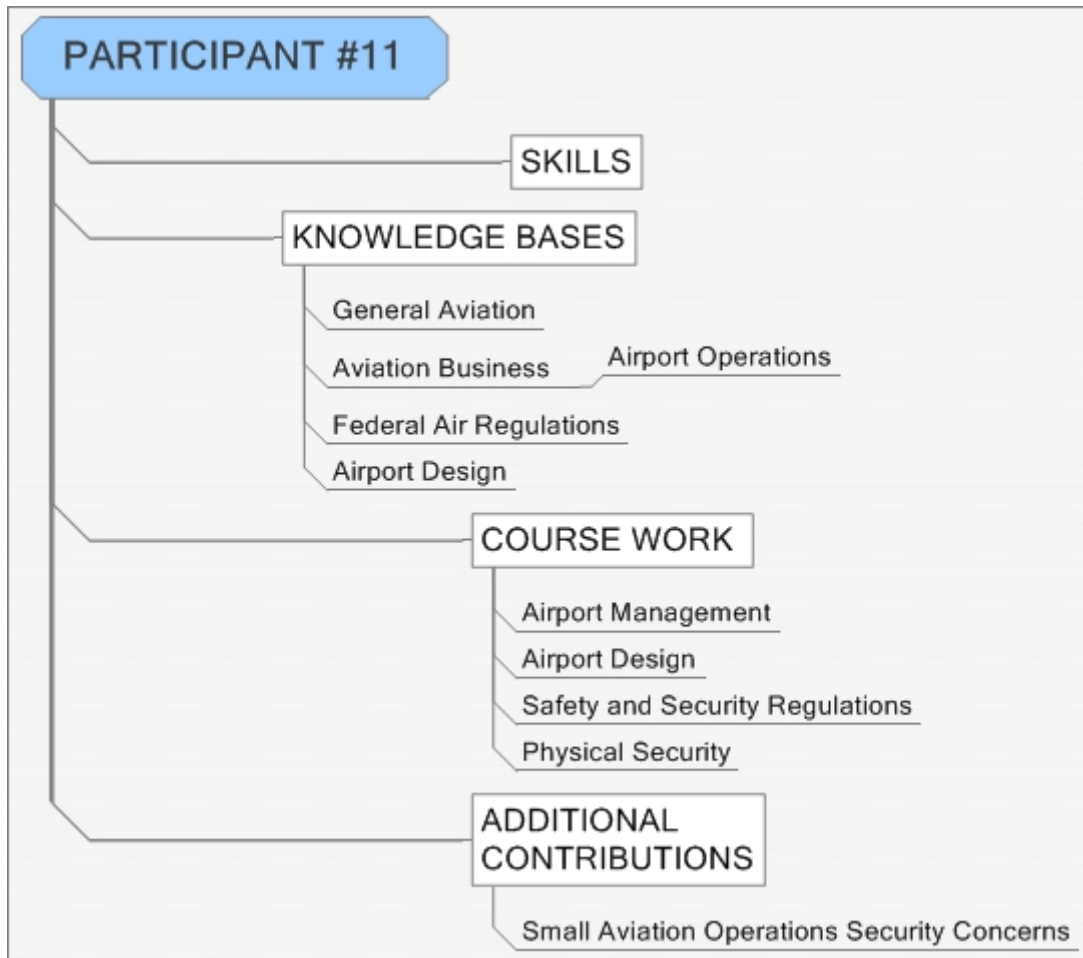 PARTICIPANT #11
SKILLS
KNOWLEDGE BASES
General Aviation
Aviation Business
Airport Operations
Federal Air Regulations
Airport Design
COURSE WORK
Airport Management
Airport Design
Safety and Security Regulations
Physical Security
ADDITIONAL
CONTRIBUTIONS
Small Aviation Operations Security Concerns